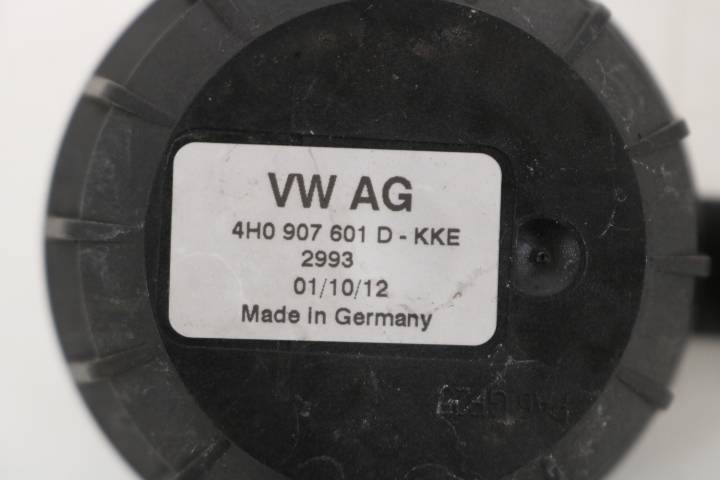 VW AG
4H0 907 601 D - KKE
2993
01/10/12
Made in Germany